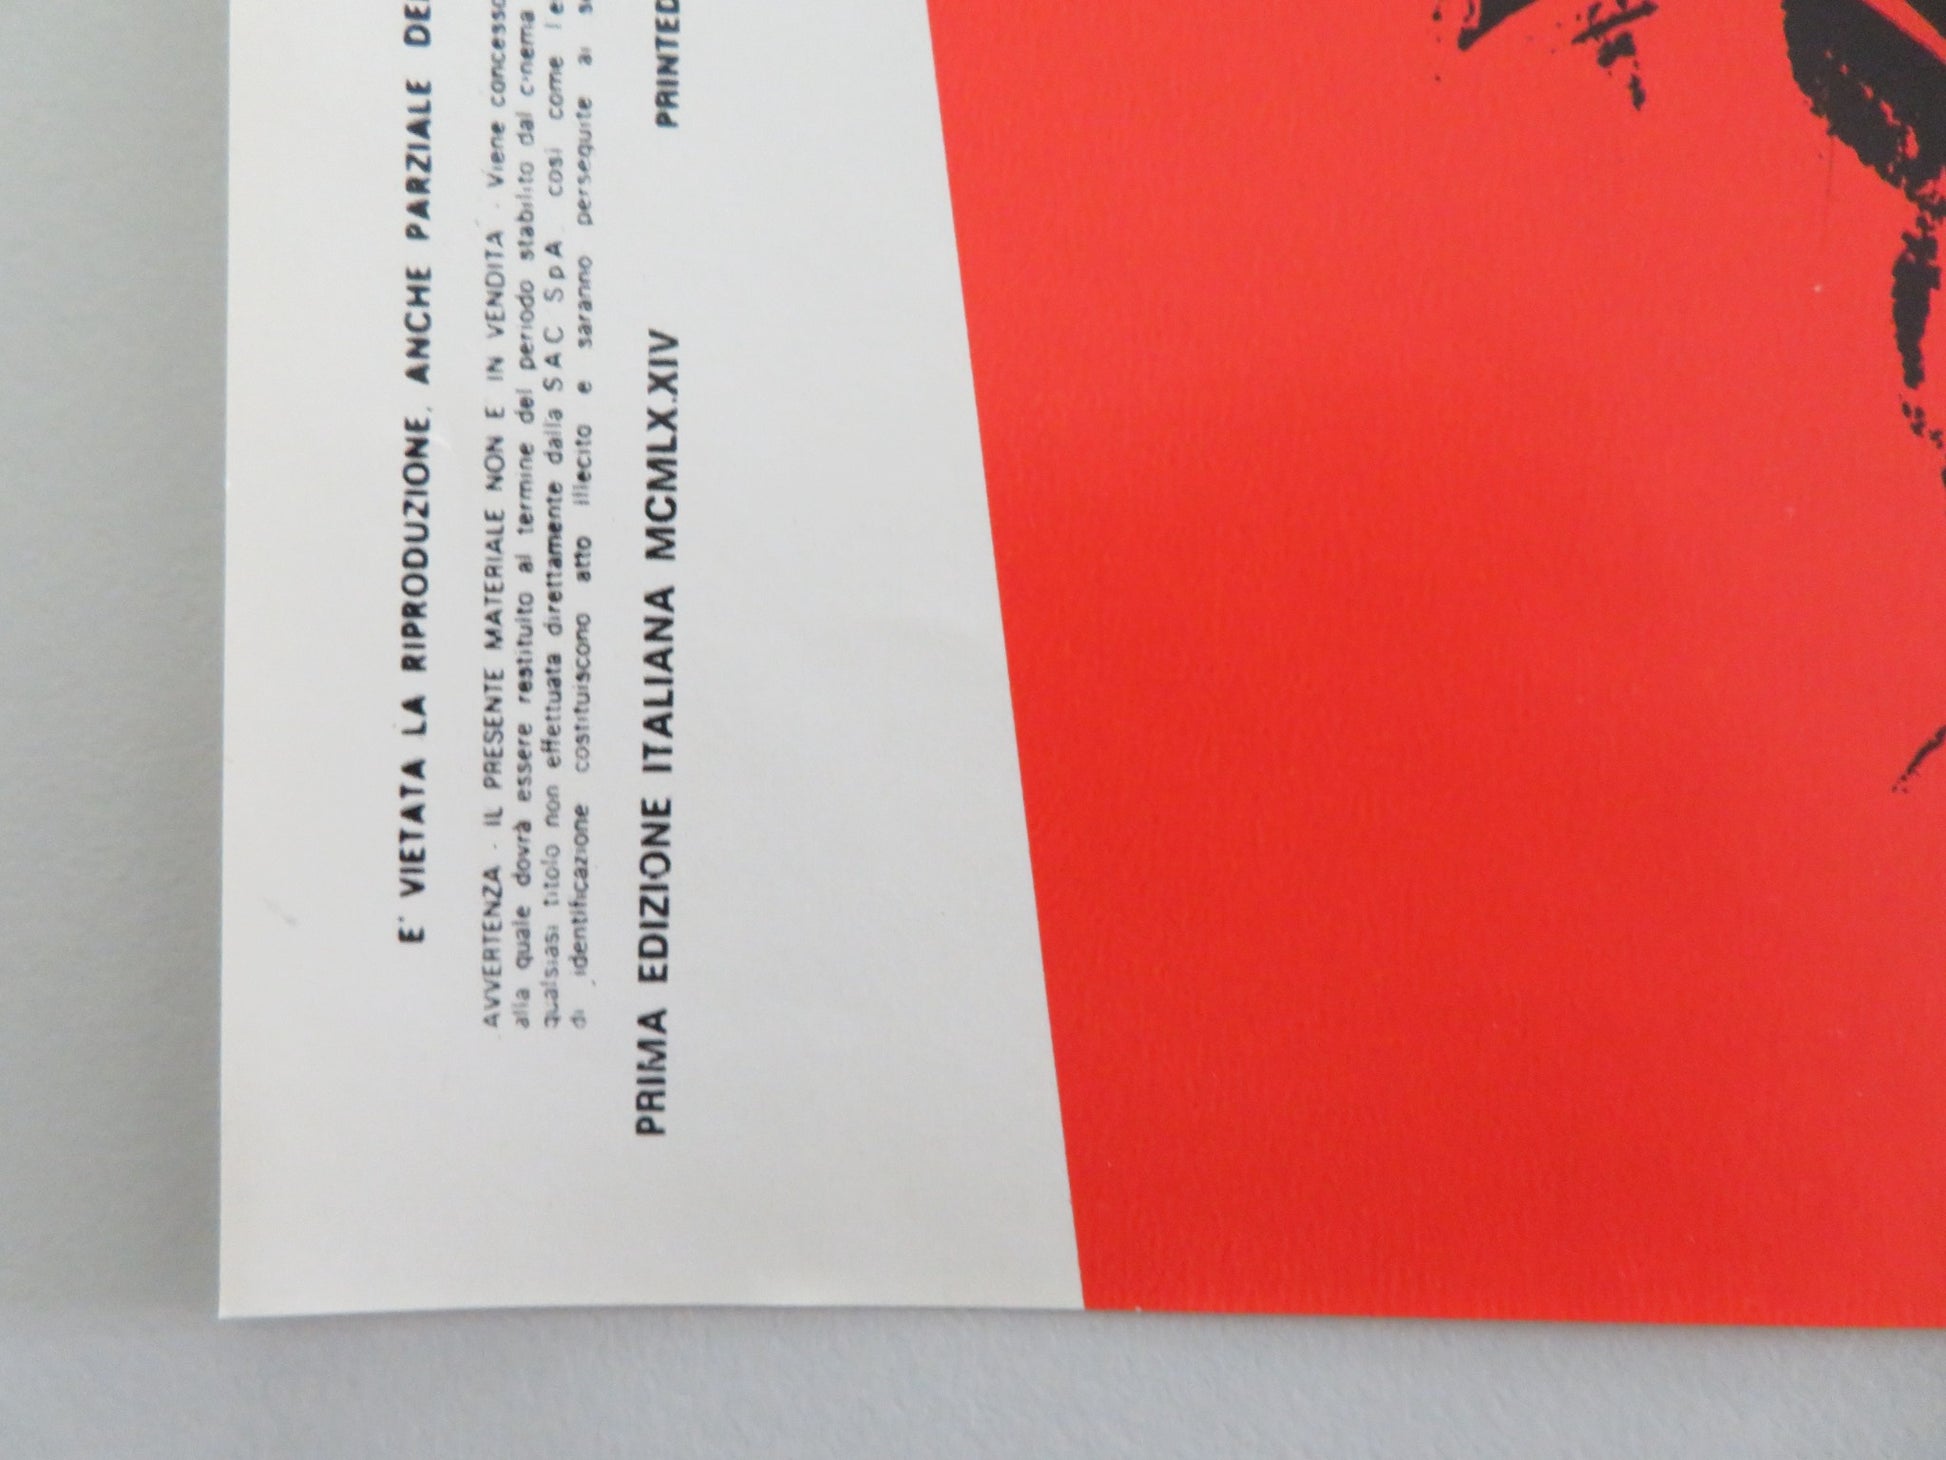 E' VIETATA LA RIPRODUZIONE, ANCHE PARZIALE DEL
AVVERTENZA - IL PRESENTE MATERIALE NON E IN VENDITA - Viene concesso
alla quale dovrà essere restituito al termine del periodo stabilito dal cinema
qualsiasi titolo non effettuata direttamente dalla S A C S p A così come le
di identificazione costituiscono atto illecito e saranno perseguite ai
PRIMA EDIZIONE ITALIANA MCMLX.XIV PRINTED